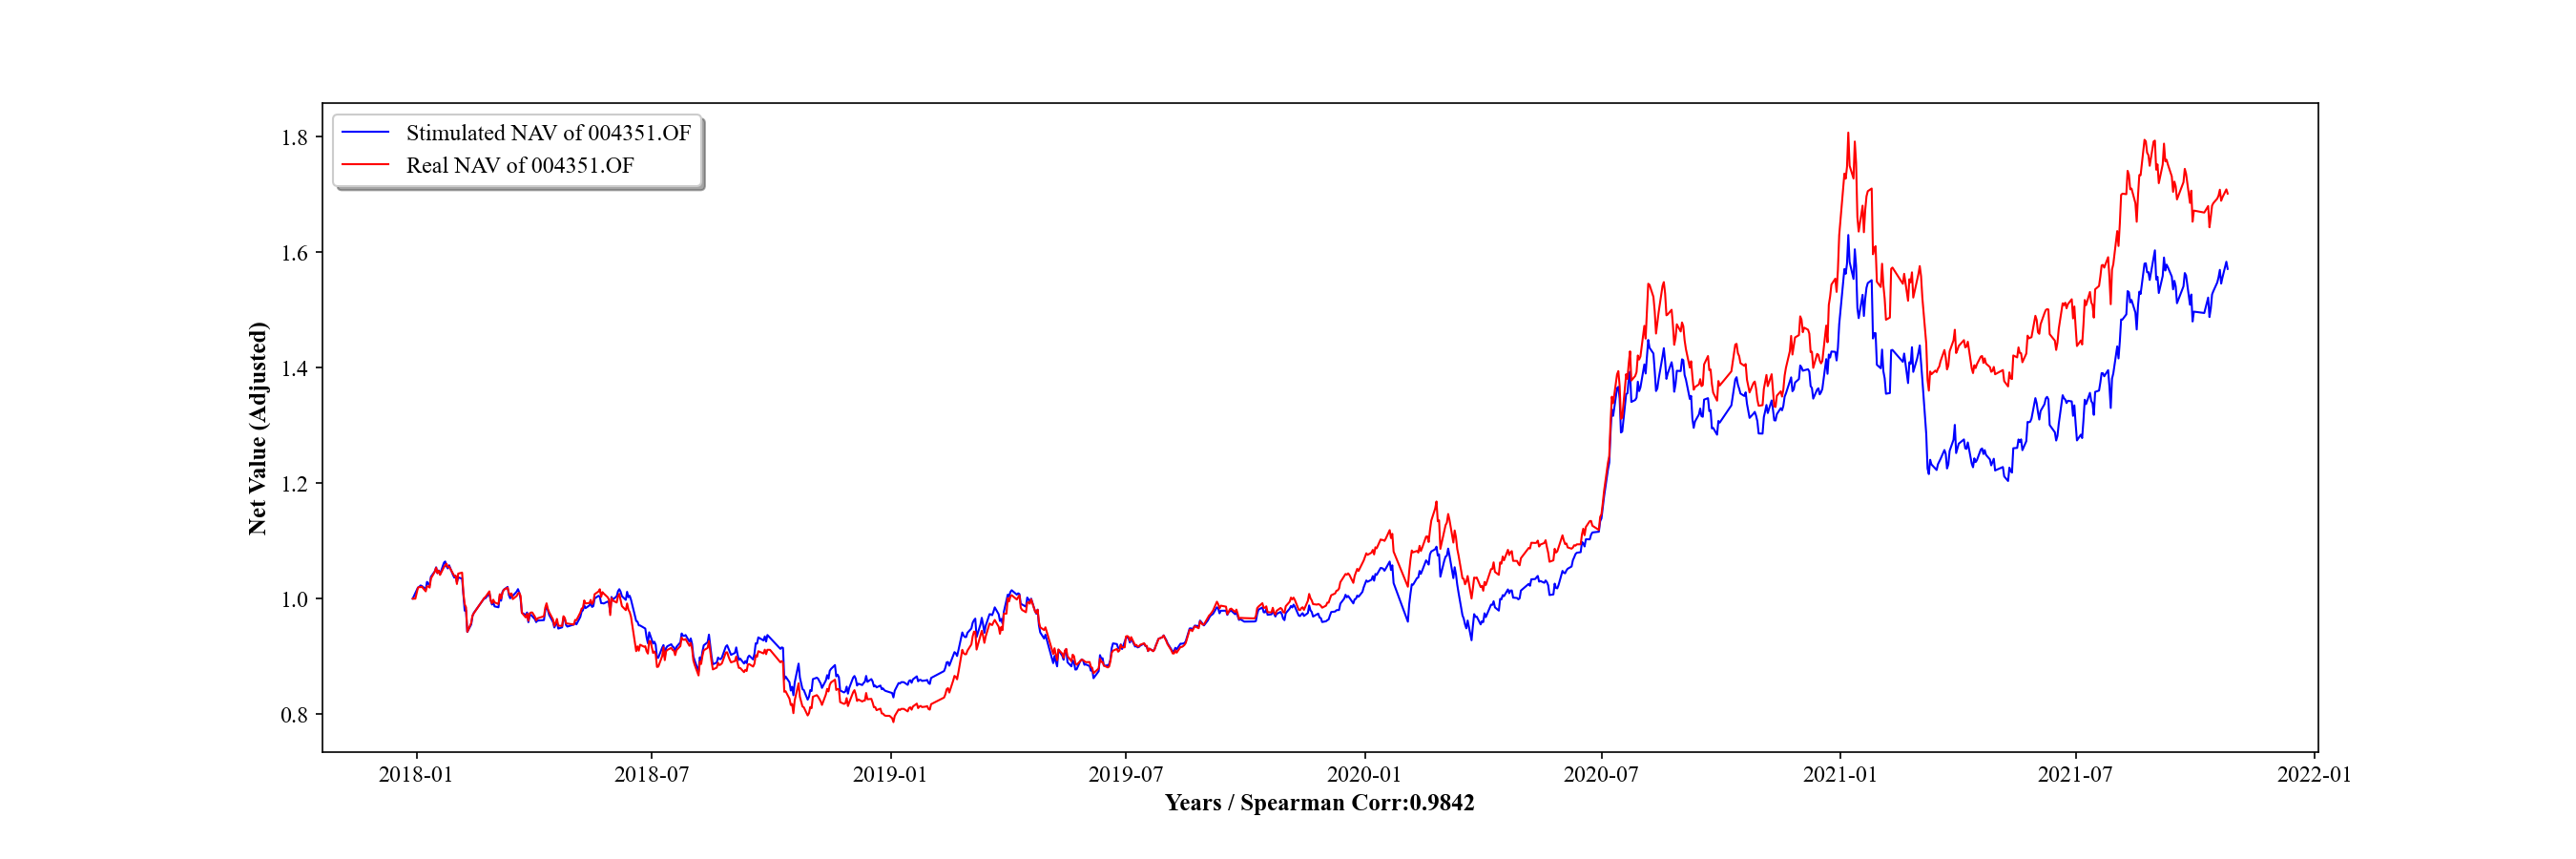 Stimulated NAV of 004351.OF
Real NAV of 004351.OF
Net Value (Adjusted)
1.8
1.6
1.4
1.2
1.0
0.8
2018-01 2018-07 2019-01 2019-07 2020-01 2020-07 2021-01 2021-07 2022-01
Years / Spearman Corr:0.9842